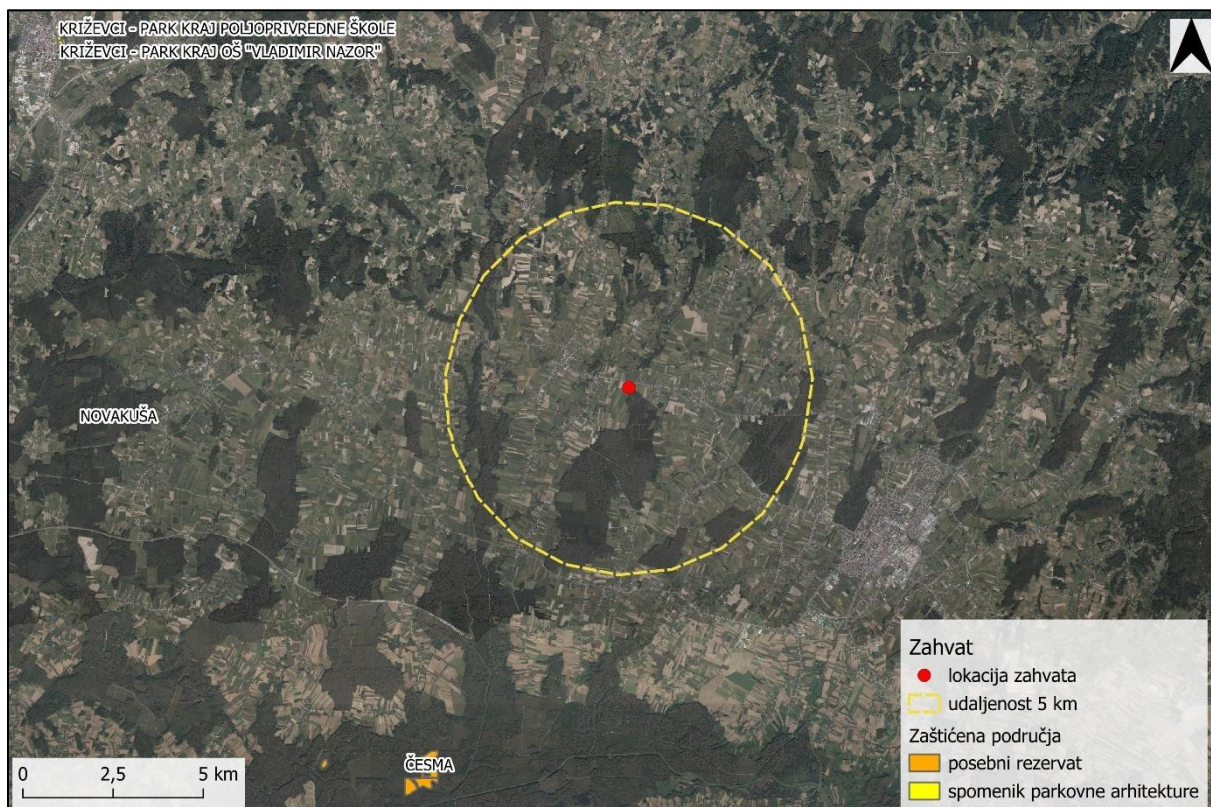 KRIŽEVCI - PARK KRAJ POLJOPRIVREDNE ŠKOLE
KRIŽEVCI - PARK KRAJ OŠ "VLADIMIR NAZOR"
NOVAKUŠA
ČESMA
0 2,5 5 km
Zahvat
lokacija zahvata
udaljenost 5 km
Zaštićena područja
posebni rezervat
spomenik parkovne arhitekture